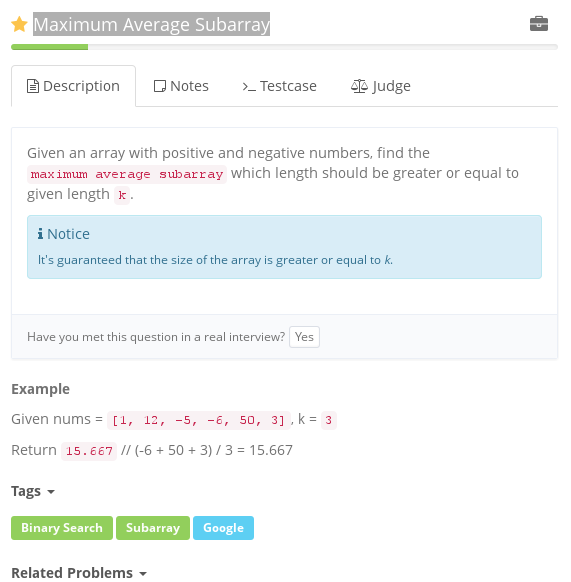 Maximum Average Subarray
Description Notes Testcase Judge
Given an array with positive and negative numbers, find the
maximum average subarray which length should be greater or equal to
given length k.
Notice
It's guaranteed that the size of the array is greater or equal to k.
Have you met this question in a real interview? Yes
Example
Given nums = [1, 12, -5, -6, 50, 3], k = 3
Return 15.667 // (-6 + 50 + 3) / 3 = 15.667
Tags
Binary Search Subarray Google
Related Problems